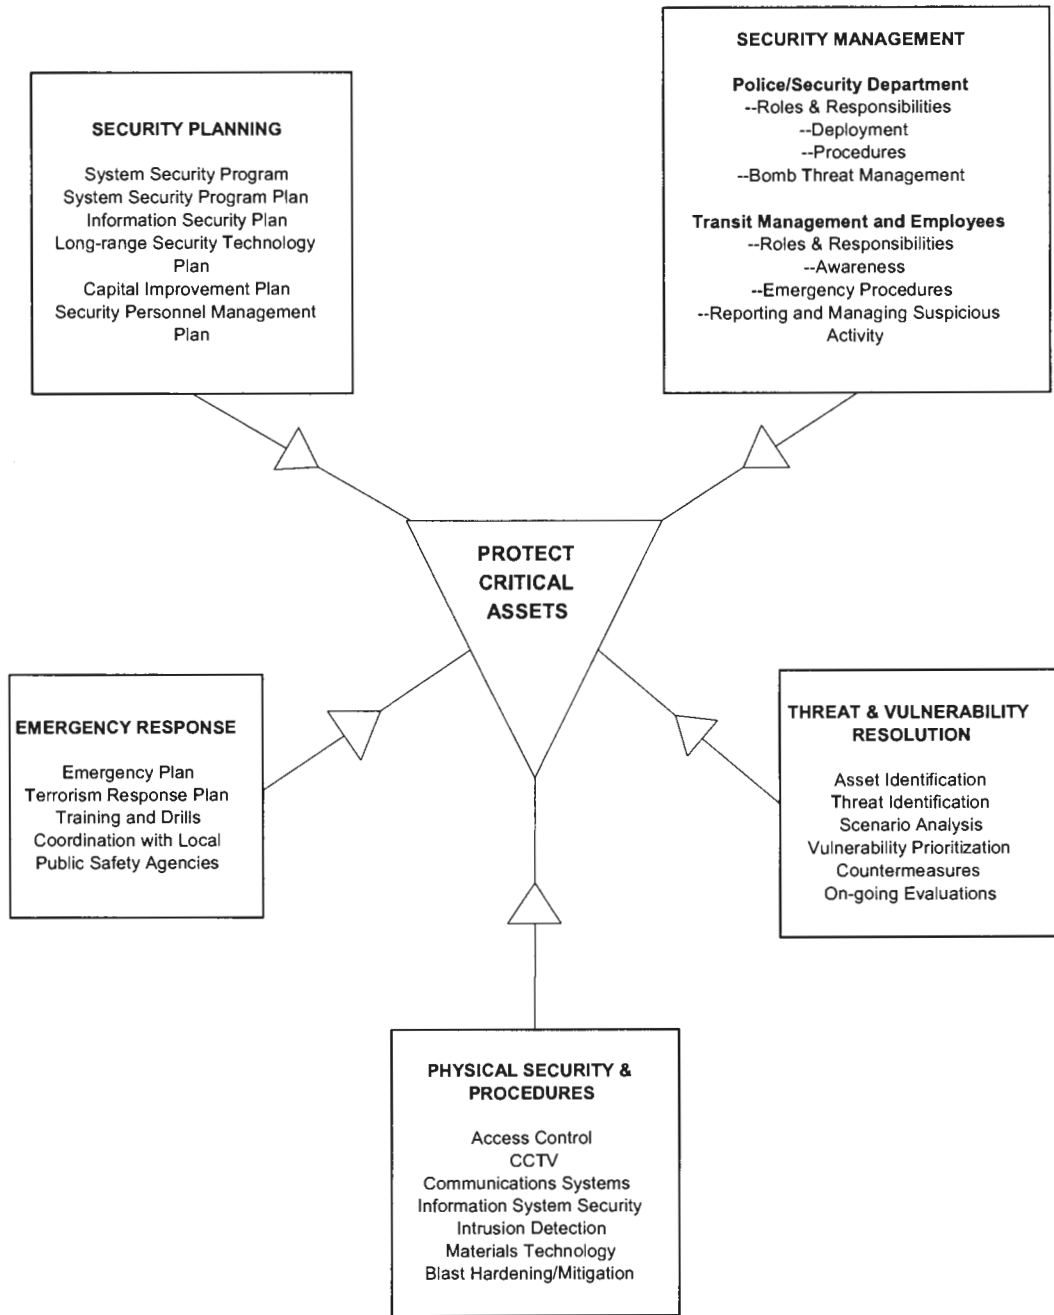 SECURITY PLANNING
System Security Program
System Security Program Plan
Information Security Plan
Long-range Security Technology
Plan
Capital Improvement Plan
Security Personnel Management
Plan
SECURITY MANAGEMENT
Police/Security Department
--Roles & Responsibilities
--Deployment
--Procedures
--Bomb Threat Management
Transit Management and Employees
--Roles & Responsibilities
--Awareness
--Emergency Procedures
--Reporting and Managing Suspicious
Activity
PROTECT
CRITICAL
ASSETS
EMERGENCY RESPONSE
Emergency Plan
Terrorism Response Plan
Training and Drills
Coordination with Local
Public Safety Agencies
THREAT & VULNERABILITY
RESOLUTION
Asset Identification
Threat Identification
Scenario Analysis
Vulnerability Prioritization
Countermeasures
On-going Evaluations
PHYSICAL SECURITY &
PROCEDURES
Access Control
CCTV
Communications Systems
Information System Security
Intrusion Detection
Materials Technology
Blast Hardening/Mitigation